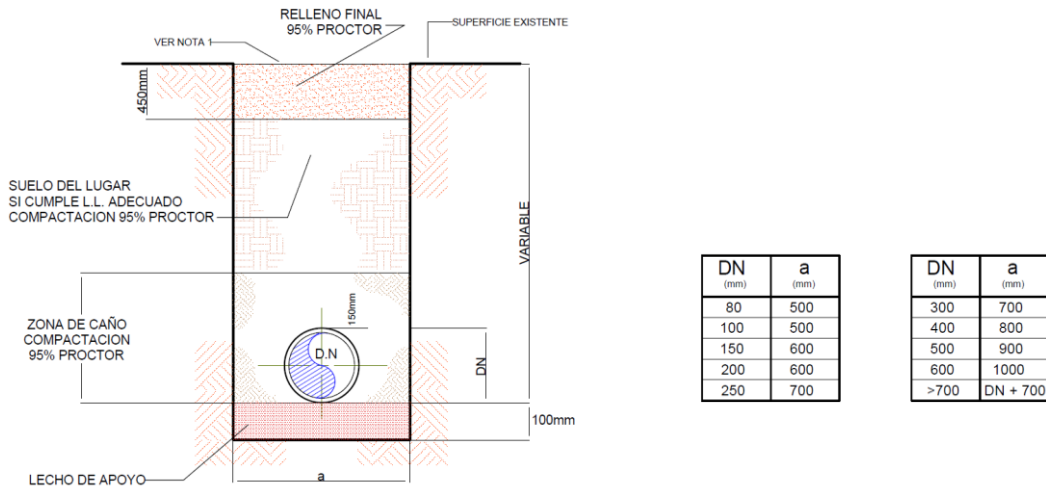 RELLENO FINAL
95% PROCTOR
SUPERFICIE EXISTENTE
VER NOTA 1
450mm
SUELO DEL LUGAR
SI CUMPLE L.L. ADECUADO
COMPACTACION 95% PROCTOR
VARIABLE
ZONA DE CAÑO
COMPACTACION
95% PROCTOR
150mm
D.N
DN
100mm
LECHO DE APOYO
a
DN a
(mm) (mm)
80 500
100 500
150 600
200 600
250 700
DN a
(mm) (mm)
300 700
400 800
500 900
600 1000
>700 DN + 700